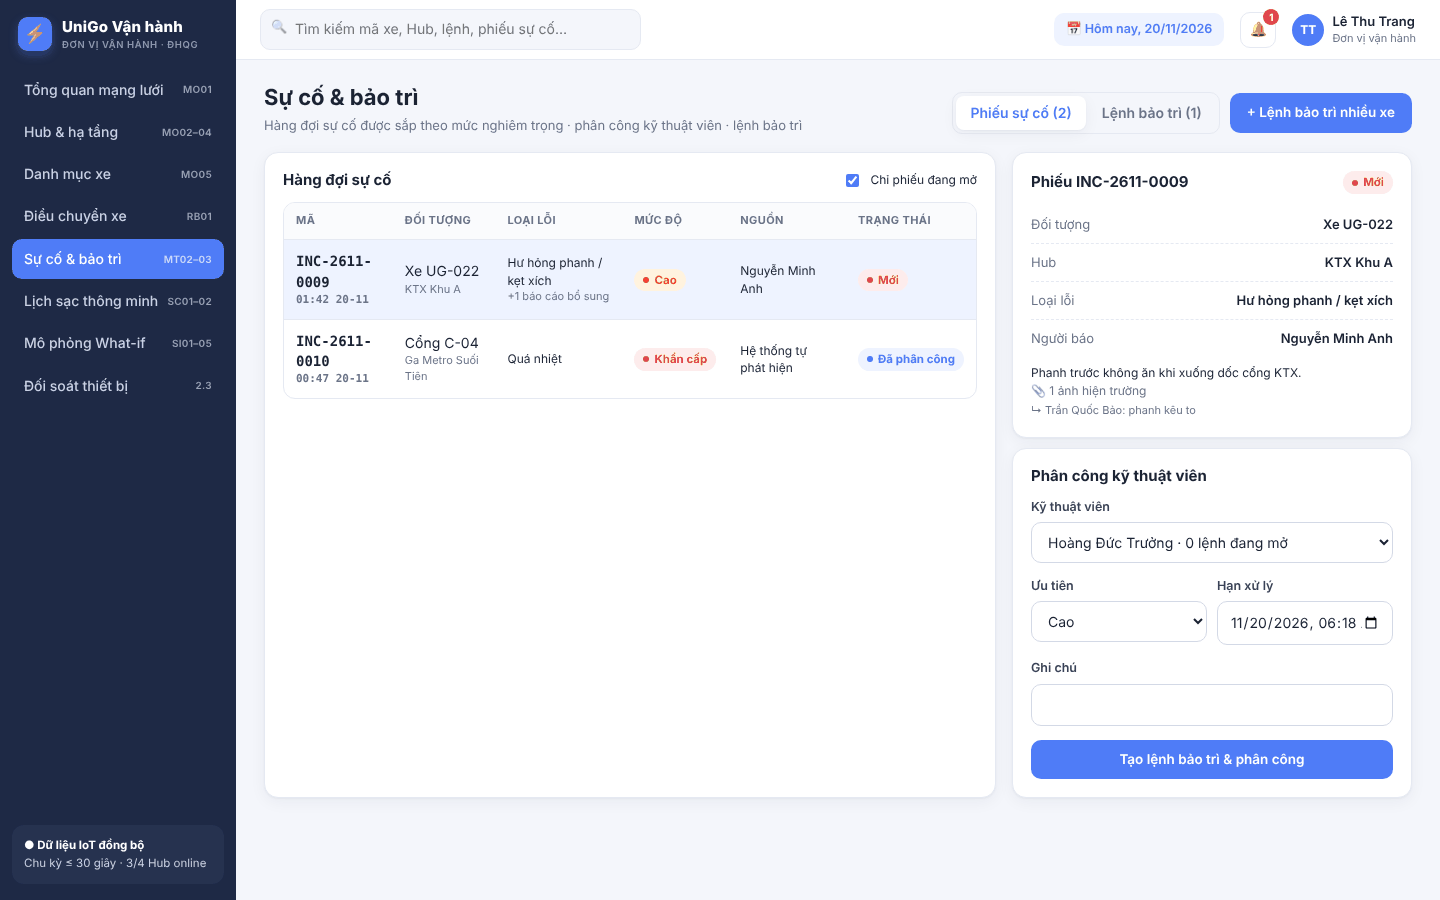 UniGo Vận hành
ĐƠN VỊ VẬN HÀNH · ĐHQG
Tổng quan mạng lưới MO01
Hub & hạ tầng MO02–04
Danh mục xe MO05
Điều chuyển xe RB01
Sự cố & bảo trì MT02–03
Lịch sạc thông minh SC01–02
Mô phỏng What-if SI01–05
Đối soát thiết bị 2.3
Dữ liệu IoT đồng bộ
Chu kỳ ≤ 30 giây · 3/4 Hub online
Tìm kiếm mã xe, Hub, lệnh, phiếu sự cố...
Hôm nay, 20/11/2026
1
TT
Lê Thu Trang
Đơn vị vận hành
Sự cố & bảo trì
Hàng đợi sự cố được sắp theo mức nghiêm trọng · phân công kỹ thuật viên · lệnh bảo trì
Phiếu sự cố (2)
Lệnh bảo trì (1)
+ Lệnh bảo trì nhiều xe
Hàng đợi sự cố
Chỉ phiếu đang mở
MÃ ĐỐI TƯỢNG LOẠI LỖI MỨC ĐỘ NGUỒN TRẠNG THÁI
INC-2611-
0009
01:42 20-11
Xe UG-022
KTX Khu A
Hư hỏng phanh /
kẹt xích
+1 báo cáo bổ sung
Cao
Nguyễn Minh
Anh
Mới
INC-2611-
0010
00:47 20-11
Cổng C-04
Ga Metro Suối
Tiên
Quá nhiệt
Khẩn cấp
Hệ thống tự
phát hiện
Đã phân công
Phiếu INC-2611-0009
Mới
Đối tượng Xe UG-022
Hub KTX Khu A
Loại lỗi Hư hỏng phanh / kẹt xích
Người báo Nguyễn Minh Anh
Phanh trước không ăn khi xuống dốc cổng KTX.
1 ảnh hiện trường
↪ Trần Quốc Bảo: phanh kêu to
Phân công kỹ thuật viên
Kỹ thuật viên
Hoàng Đức Trường · 0 lệnh đang mở
Ưu tiên
Cao
Hạn xử lý
11/20/2026, 06:18
Ghi chú
Tạo lệnh bảo trì & phân công